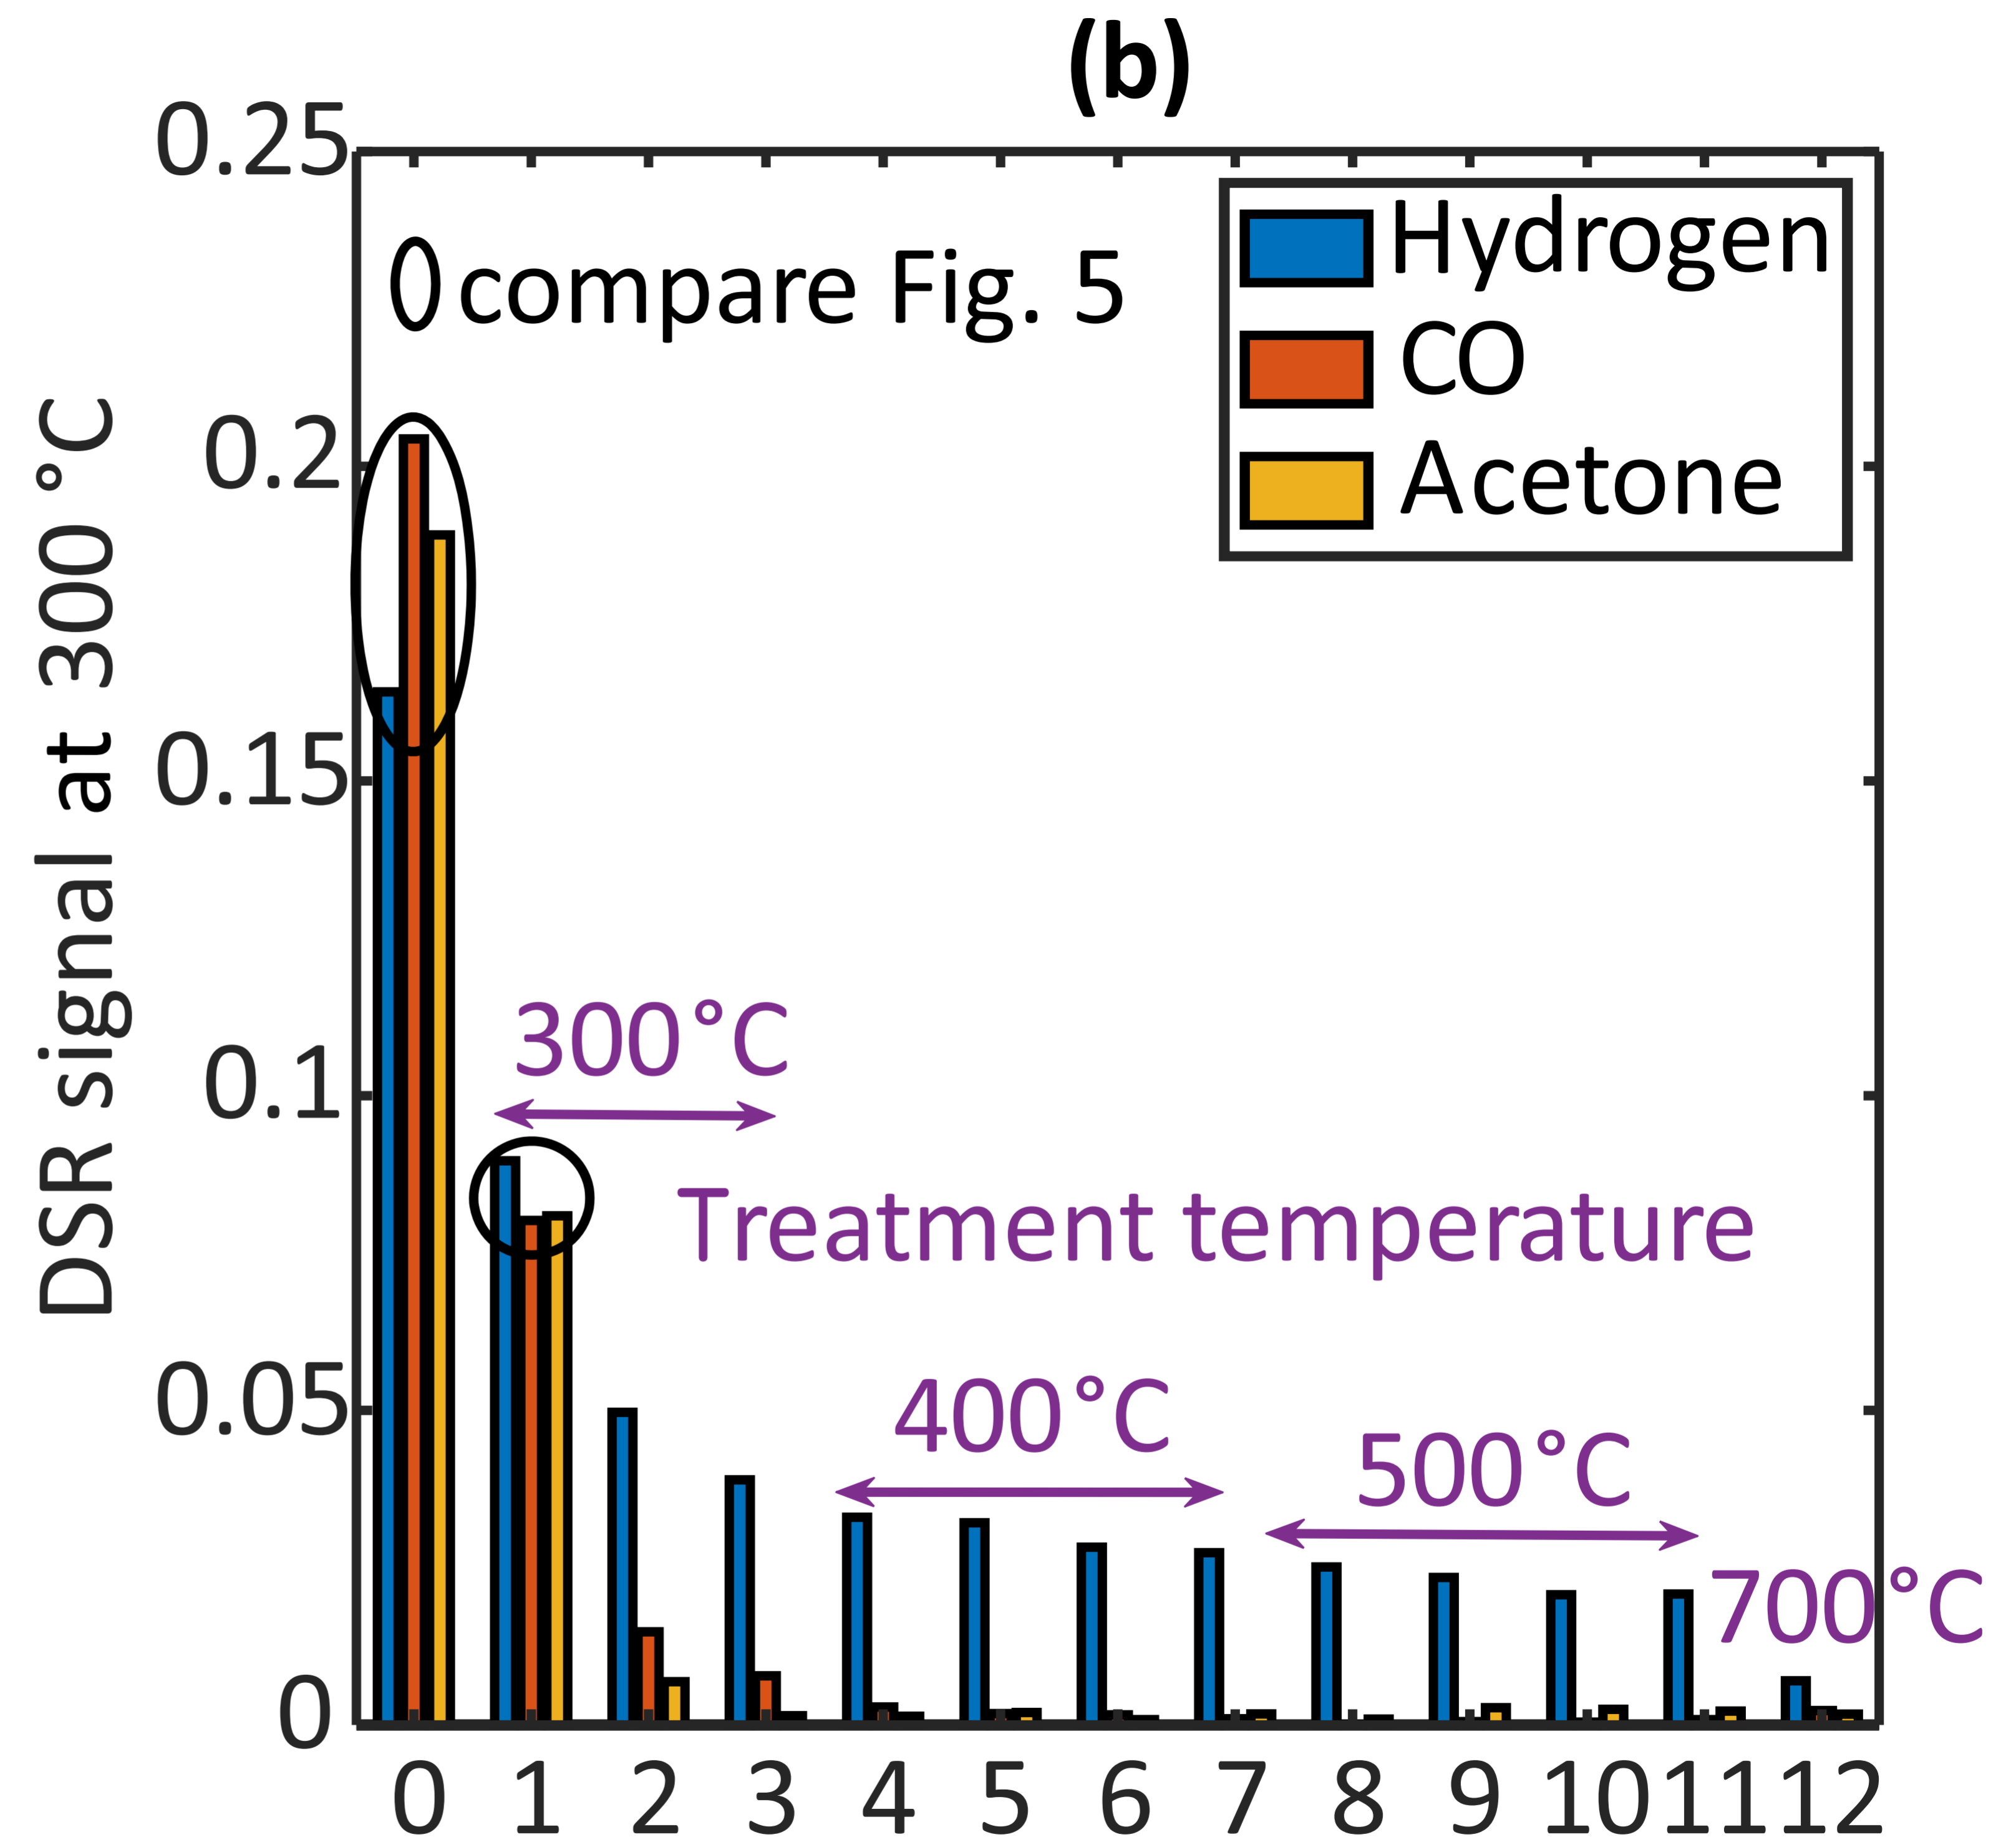 (b)
0.25
compare Fig. 5
Hydrogen
CO
Acetone
0.2
0.15
0.1
0.05
0
DSR signal at 300 °C
300°C
Treatment temperature
400°C
500°C
700°C
0 1 2 3 4 5 6 7 8 9 10 11 12